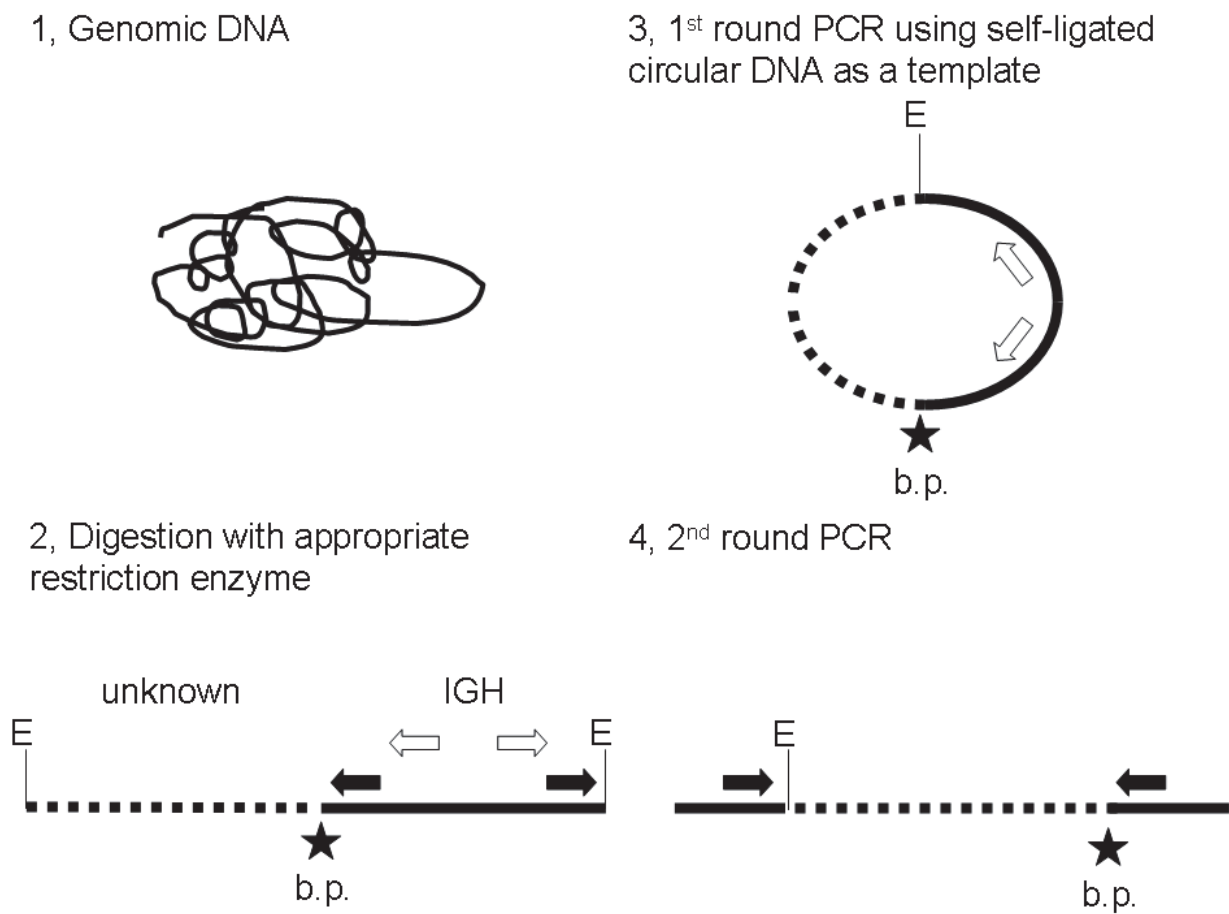 1, Genomic DNA
3, 1st round PCR using self-ligated
circular DNA as a template
E
b.p.
2, Digestion with appropriate
restriction enzyme
unknown IGH
E E
b.p.
4, 2nd round PCR
E
b.p.